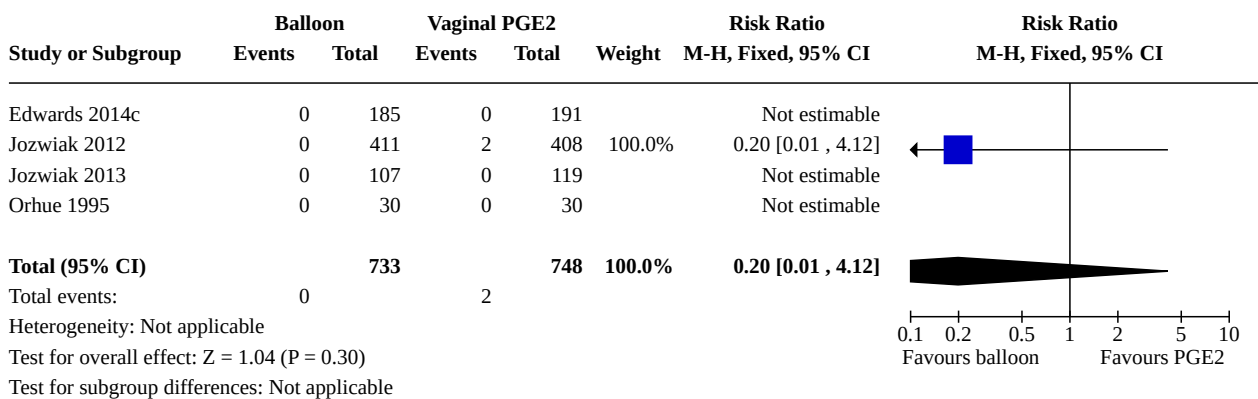 Balloon Vaginal PGE2 Risk Ratio Risk Ratio
Study or Subgroup Events Total Events Total Weight M-H, Fixed, 95% CI M-H, Fixed, 95% CI
Edwards 2014c 0 185 0 191 Not estimable
Jozwiak 2012 0 411 2 408 100.0% 0.20 [0.01 , 4.12]
Jozwiak 2013 0 107 0 119 Not estimable
Orhue 1995 0 30 0 30 Not estimable
Total (95% CI) 733 748 100.0% 0.20 [0.01 , 4.12]
Total events: 0 2
Heterogeneity: Not applicable
Test for overall effect: Z = 1.04 (P = 0.30)
Test for subgroup differences: Not applicable
0.1 0.2 0.5 1 2 5 10
Favours balloon Favours PGE2